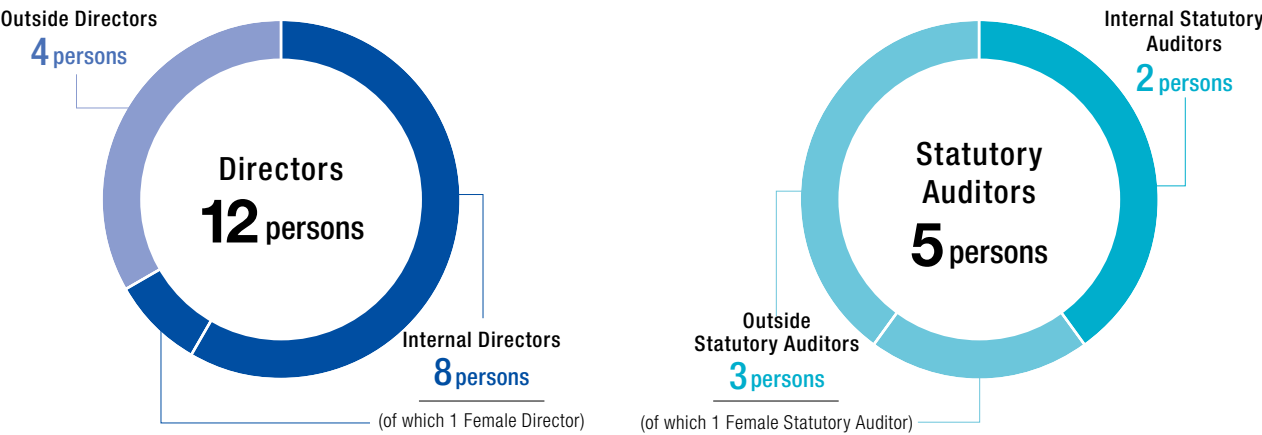 Outside Directors
4 persons
Directors
12 persons
Internal Directors
8 persons
(of which 1 Female Director)
Internal Statutory
Auditors
2 persons
Statutory
Auditors
5 persons
Outside
Statutory Auditors
3 persons
(of which 1 Female Statutory Auditor)